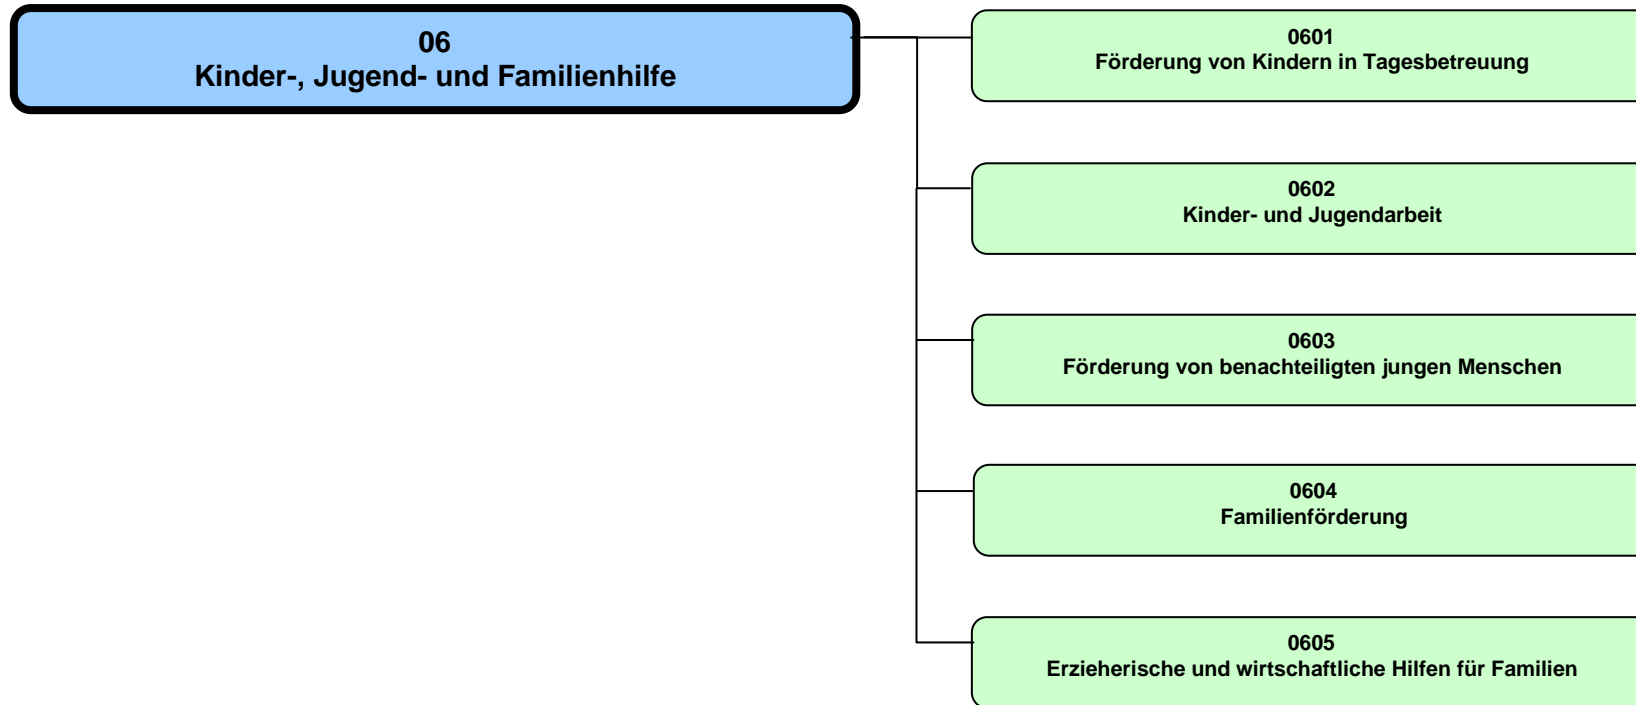 06
Kinder-, Jugend- und Familienhilfe
0601
Förderung von Kindern in Tagesbetreuung
0602
Kinder- und Jugendarbeit
0603
Förderung von benachteiligten jungen Menschen
0604
Familienförderung
0605
Erzieherische und wirtschaftliche Hilfen für Familien